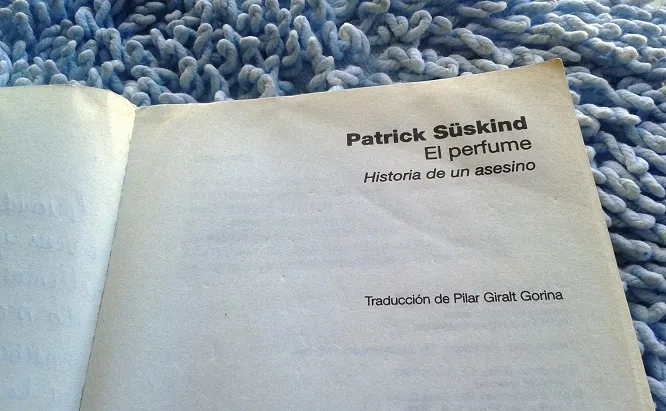 Patrick Süskind
El perfume
Historia de un asesino
Traducción de Pilar Giralt Gorina